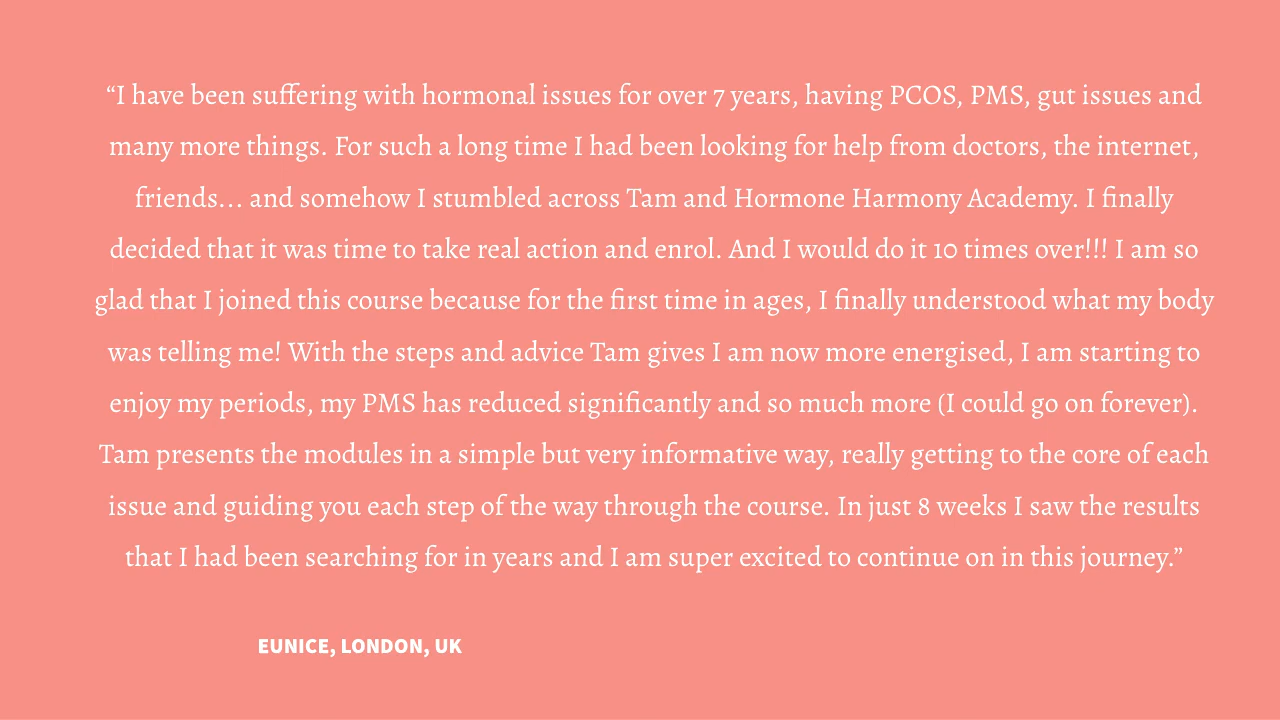 “I have been suffering with hormonal issues for over 7 years, having PCOS, PMS, gut issues and
many more things. For such a long time I had been looking for help from doctors, the internet,
friends... and somehow I stumbled across Tam and Hormone Harmony Academy. I finally
decided that it was time to take real action and enrol. And I would do it 10 times over!!! I am so
glad that I joined this course because for the first time in ages, I finally understood what my body
was telling me! With the steps and advice Tam gives I am now more energised, I am starting to
enjoy my periods, my PMS has reduced significantly and so much more (I could go on forever).
Tam presents the modules in a simple but very informative way, really getting to the core of each
issue and guiding you each step of the way through the course. In just 8 weeks I saw the results
that I had been searching for in years and I am super excited to continue on in this journey.”
EUNICE, LONDON, UK